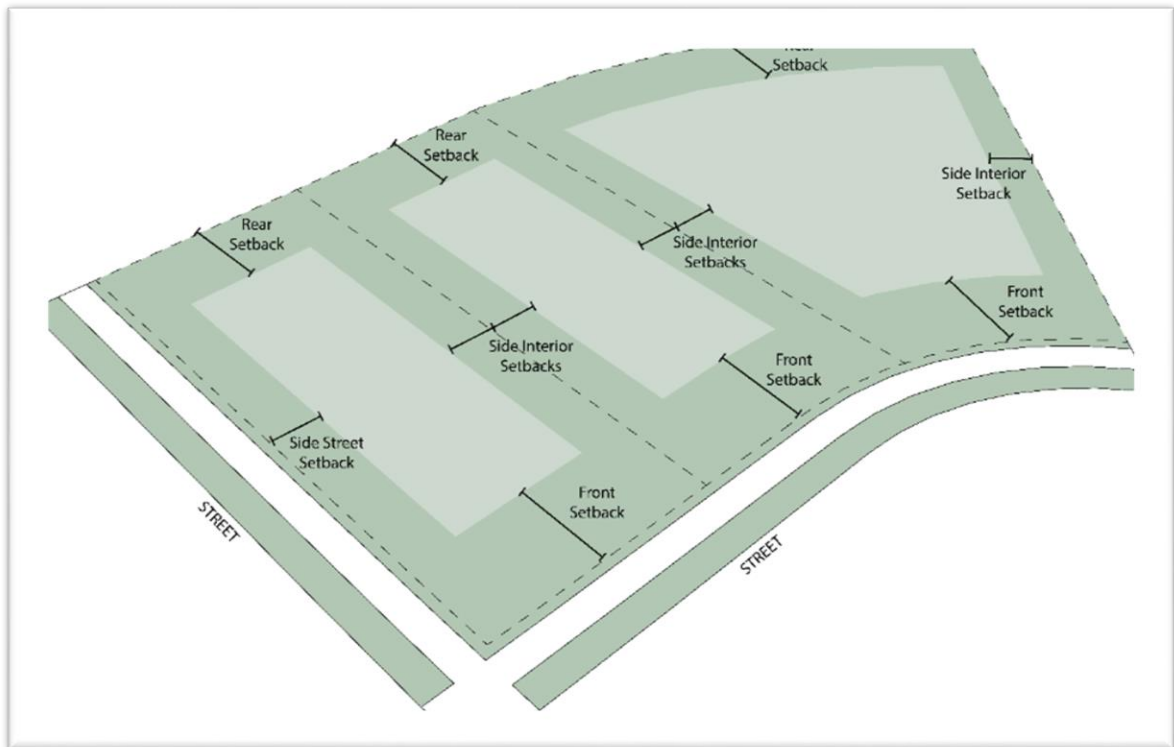 Setback
Rear
Setback
Side Interior
Setback
Rear
Setback
Side Interior
Setbacks
Front
Setback
Side Interior
Setbacks
Front
Setback
Side Street
Setback
Front
Setback
STREET
STREET